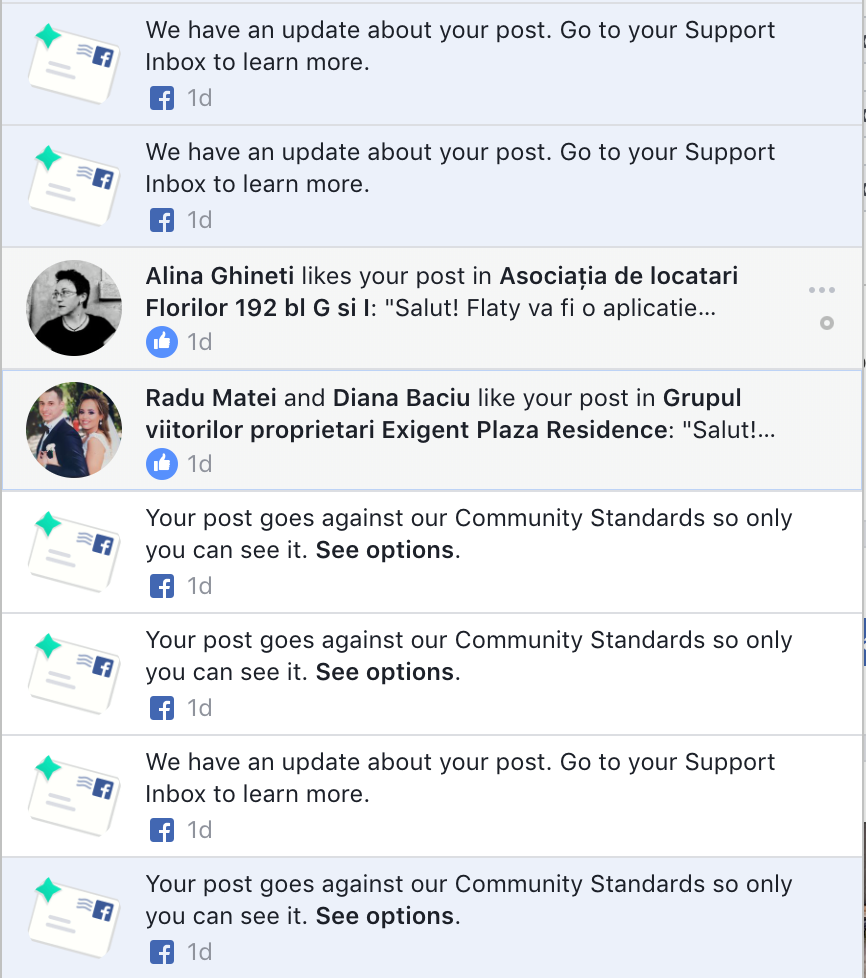 We have an update about your post. Go to your Support
Inbox to learn more.
1d
We have an update about your post. Go to your Support
Inbox to learn more.
1d
Alina Ghineti likes your post in Asociația de locatari
Florilor 192 bl G si I: "Salut! Flaty va fi o aplicatie...
1d
Radu Matei and Diana Baciu like your post in Grupul
viitorilor proprietari Exigent Plaza Residence: "Salut!...
1d
Your post goes against our Community Standards so only
you can see it. See options.
1d
Your post goes against our Community Standards so only
you can see it. See options.
1d
We have an update about your post. Go to your Support
Inbox to learn more.
1d
Your post goes against our Community Standards so only
you can see it. See options.
1d